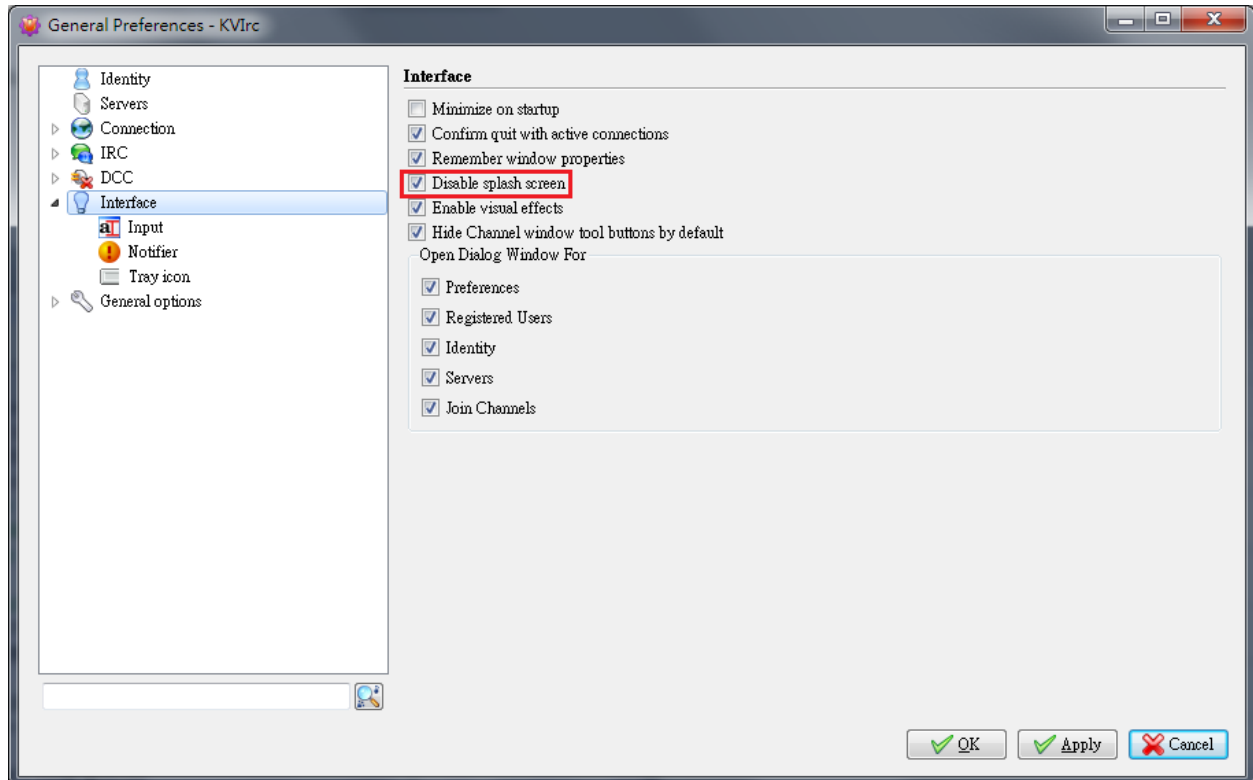 General Preferences - KVIrc
Identity
Servers
Connection
IRC
DCC
Interface
Input
Notifier
Tray icon
General options
Interface
Minimize on startup
Confirm quit with active connections
Remember window properties
Disable splash screen
Enable visual effects
Hide Channel window tool buttons by default
Open Dialog Window For
Preferences
Registered Users
Identity
Servers
Join Channels
OK
Apply
Cancel